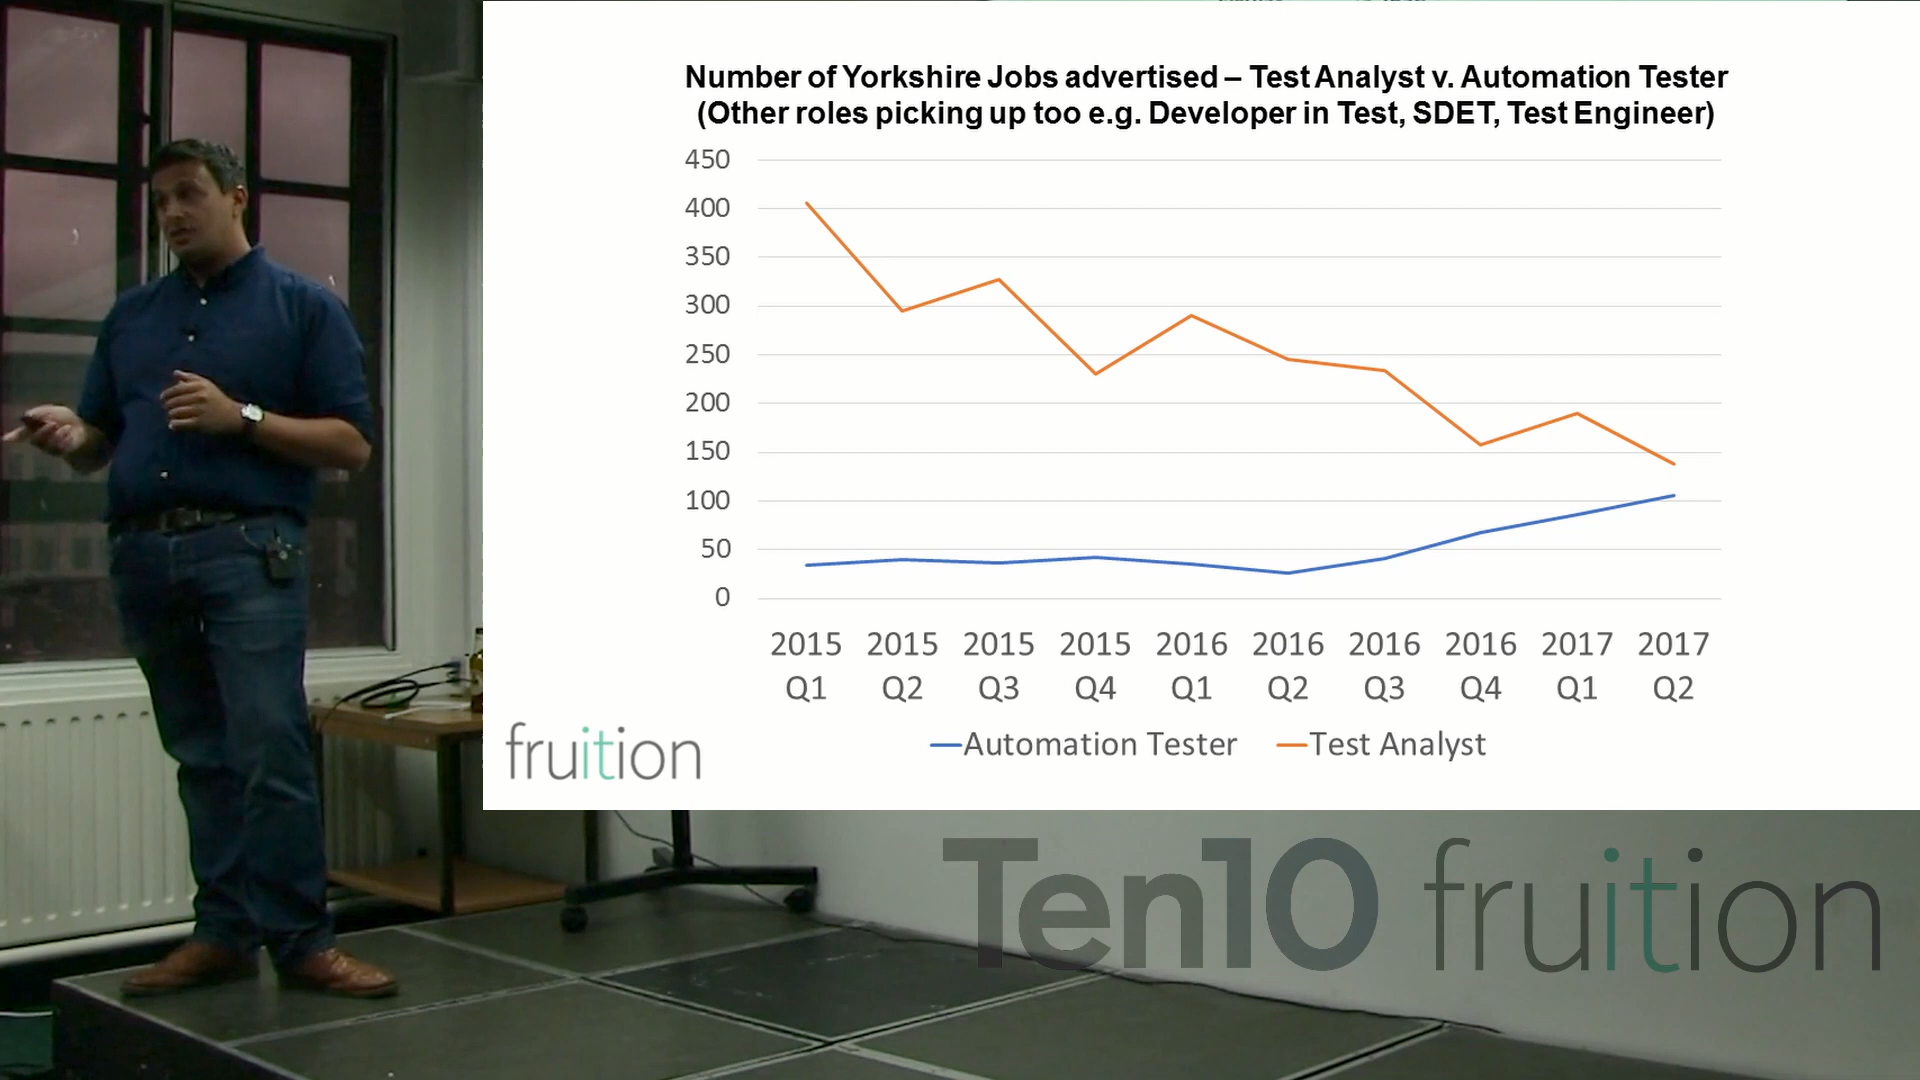 Number of Yorkshire Jobs advertised – Test Analyst v. Automation Tester
(Other roles picking up too e.g. Developer in Test, SDET, Test Engineer)
450
400
350
300
250
200
150
100
50
0
2015 2015 2015 2015 2016 2016 2016 2016 2017 2017
Q1 Q2 Q3 Q4 Q1 Q2 Q3 Q4 Q1 Q2
Automation Tester Test Analyst
fruition
Ten10 fruition